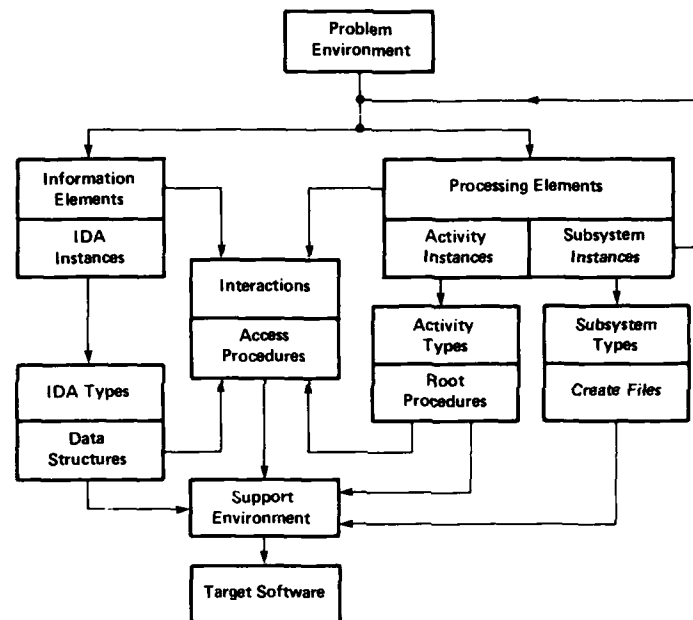 Problem
Environment
Information
Elements
IDA
Instances
Processing Elements
Activity
Instances
Subsystem
Instances
Interactions
Access
Procedures
Activity
Types
Root
Procedures
Subsystem
Types
Create Files
IDA Types
Data
Structures
Support
Environment
Target Software